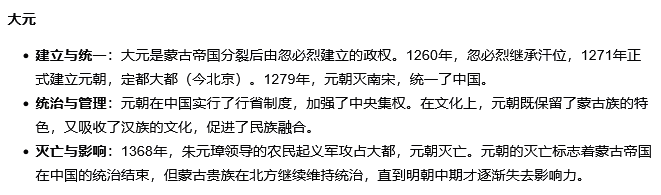 大元
• 建立与统一：大元是蒙古帝国分裂后由忽必烈建立的政权。1260年，忽必烈继承汗位，1271年正
式建立元朝，定都大都（今北京）。1279年，元朝灭南宋，统一了中国。
• 统治与管理：元朝在中国实行了行省制度，加强了中央集权。在文化上，元朝既保留了蒙古族的特
色，又吸收了汉族的文化，促进了民族融合。
• 灭亡与影响：1368年，朱元璋领导的农民起义军攻占大都，元朝灭亡。元朝的灭亡标志着蒙古帝国
在中国的统治结束，但蒙古贵族在北方继续维持统治，直到明朝中期才逐渐失去影响力。